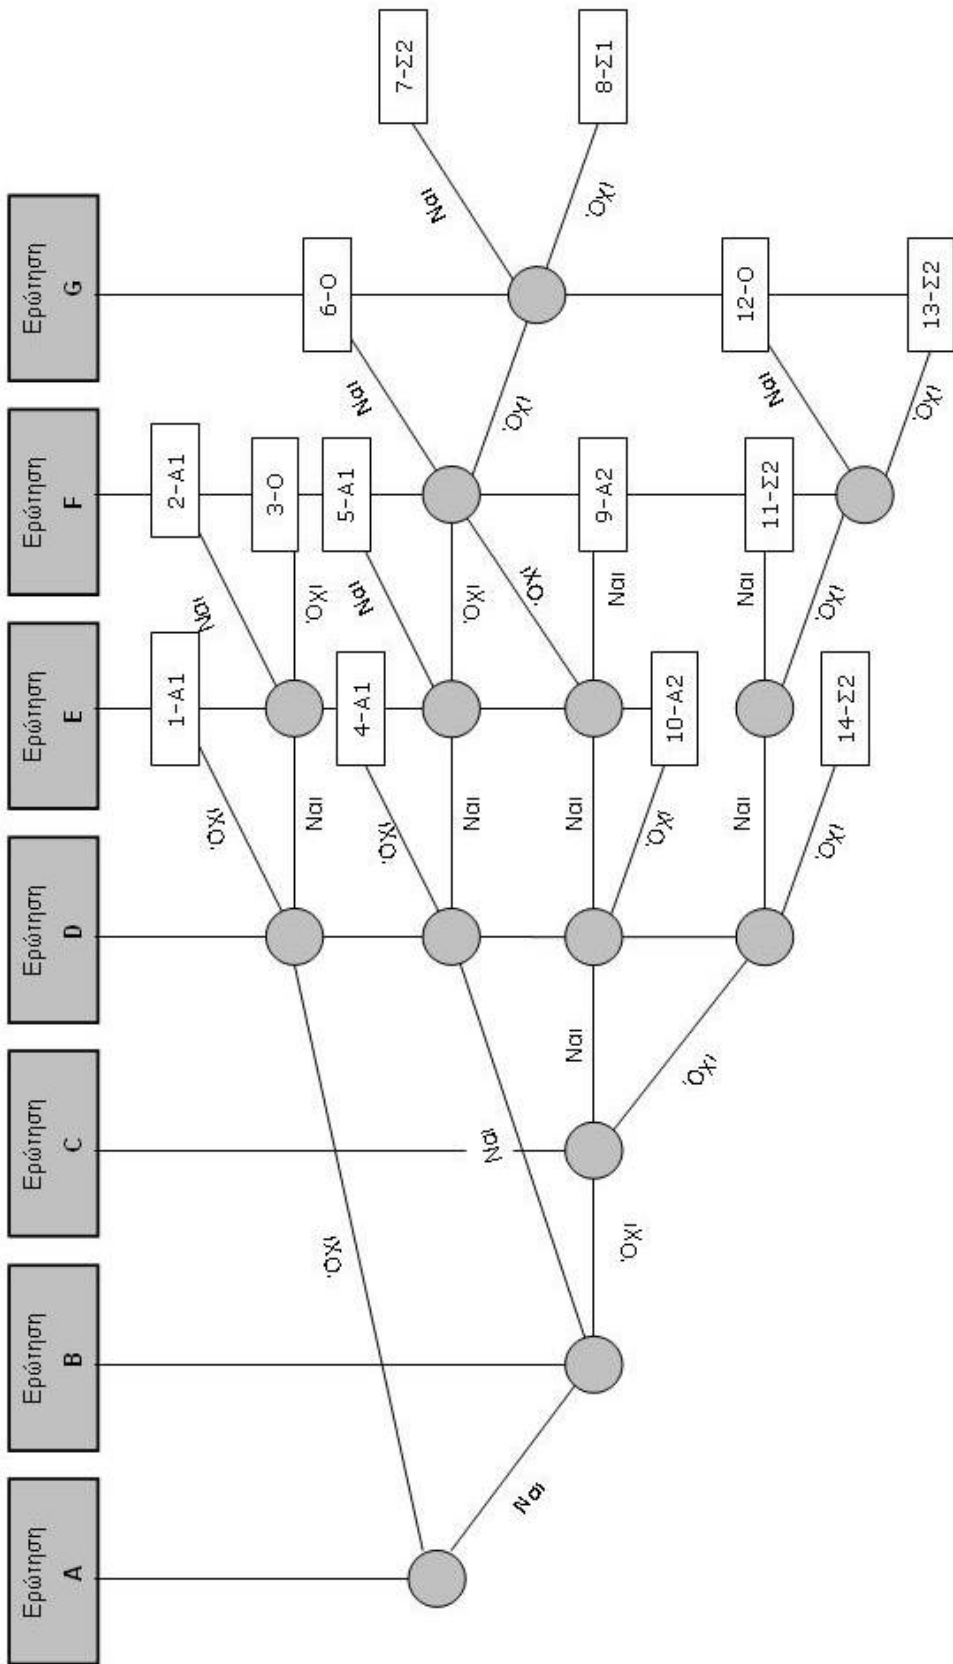 Ερώτηση
A
Ερώτηση
B
Ερώτηση
C
Ερώτηση
D
Ερώτηση
E
Ερώτηση
F
Ερώτηση
G
1-A1
2-A1
Ναι
Όχι
3-O
Ναι
Όχι
6-O
Όχι
5-A1
4-A1
Ναι
Ναι
Όχι
7-Σ2
Ναι
Ναι
Όχι
Ναι
Όχι
Ναι
Όχι
Ναι
Ναι
8-Σ1
Όχι
9-A2
Ναι
Όχι
Όχι
10-A2
Όχι
Ναι
Ναι
12-O
11-Σ2
Ναι
Όχι
Όχι
14-Σ2
Όχι
13-Σ2